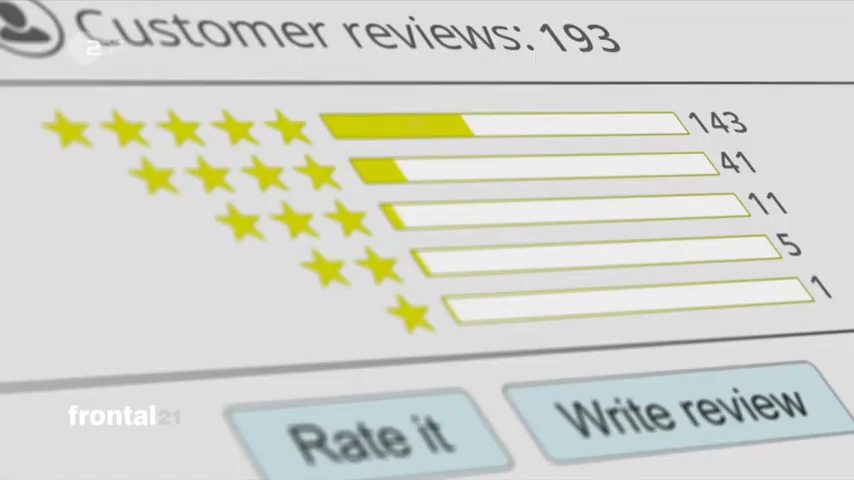 Customer reviews: 193
143
41
11
5
1
Rate it
Write review
frontal21